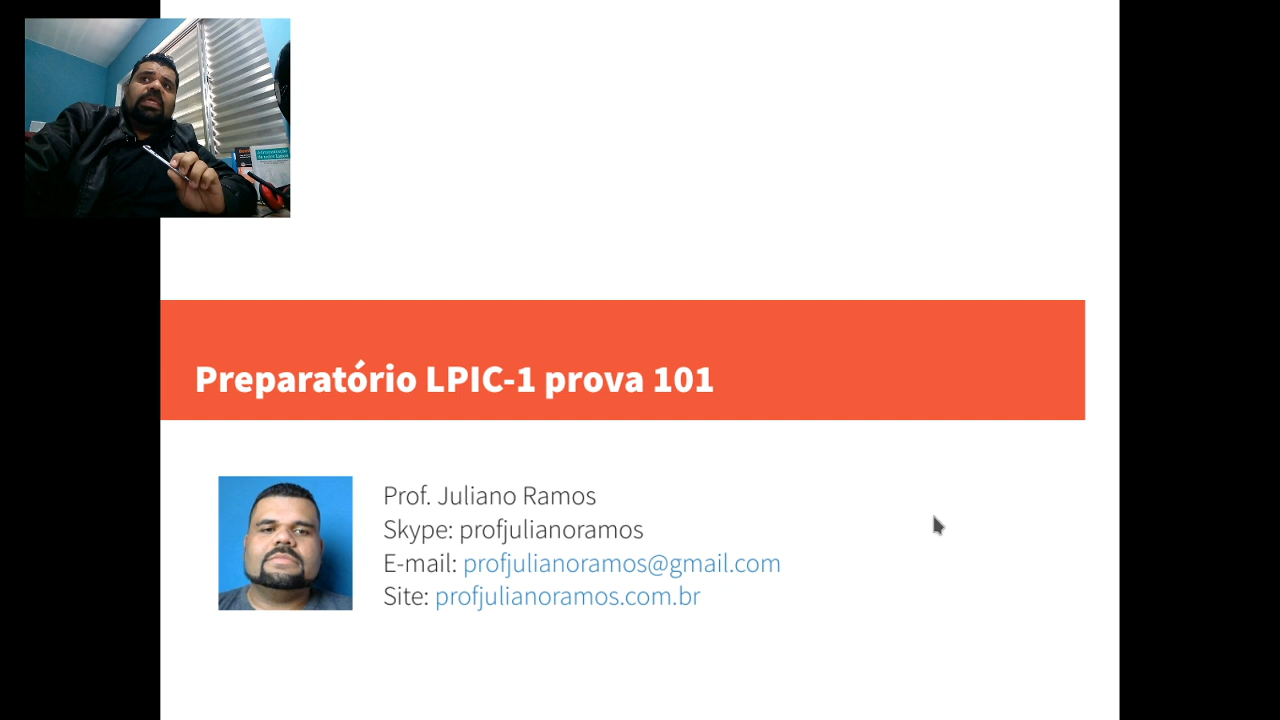 Preparatório LPIC-1 prova 101
Prof. Juliano Ramos
Skype: profjulianoramos
E-mail: profjulianoramos@gmail.com
Site: profjulianoramos.com.br